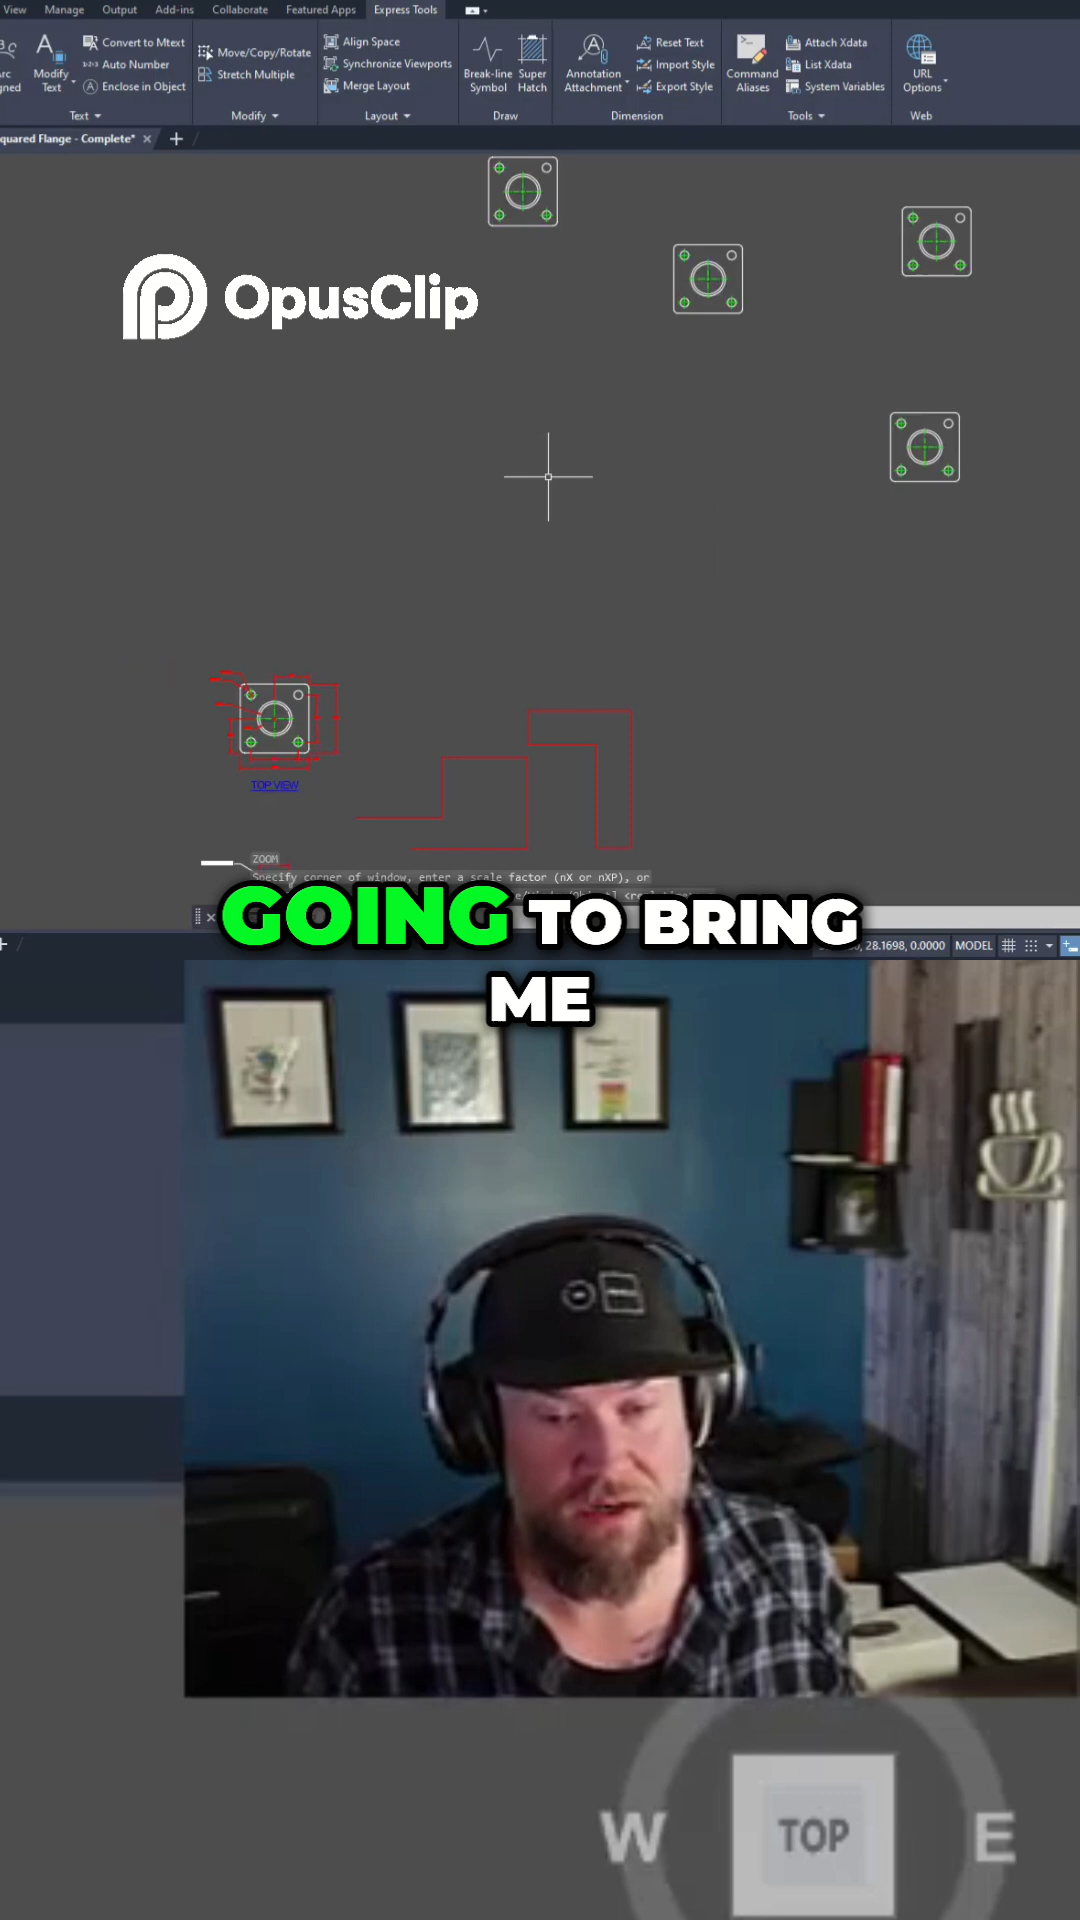 View Manage Output Add-ins Collaborate Featured Apps Express Tools
Convert to Mtext
Auto Number
Enclose in Object
Modify
Text
Text
Move/Copy/Rotate
Stretch Multiple
Modify
Align Space
Synchronize Viewports
Merge Layout
Layout
Break-line
Symbol
Super
Hatch
Draw
Annotation
Attachment
Reset Text
Import Style
Export Style
Dimension
Command
Aliases
Attach Xdata
List Xdata
System Variables
Tools
URL
Options
Web
quared Flange - Complete*
OpusClip
TOP VIEW
ZOOM
Specify corner of window, enter a scale factor (nX or nXP), or
GOING TO BRING
ME
28.1698, 0.0000 MODEL
W TOP E